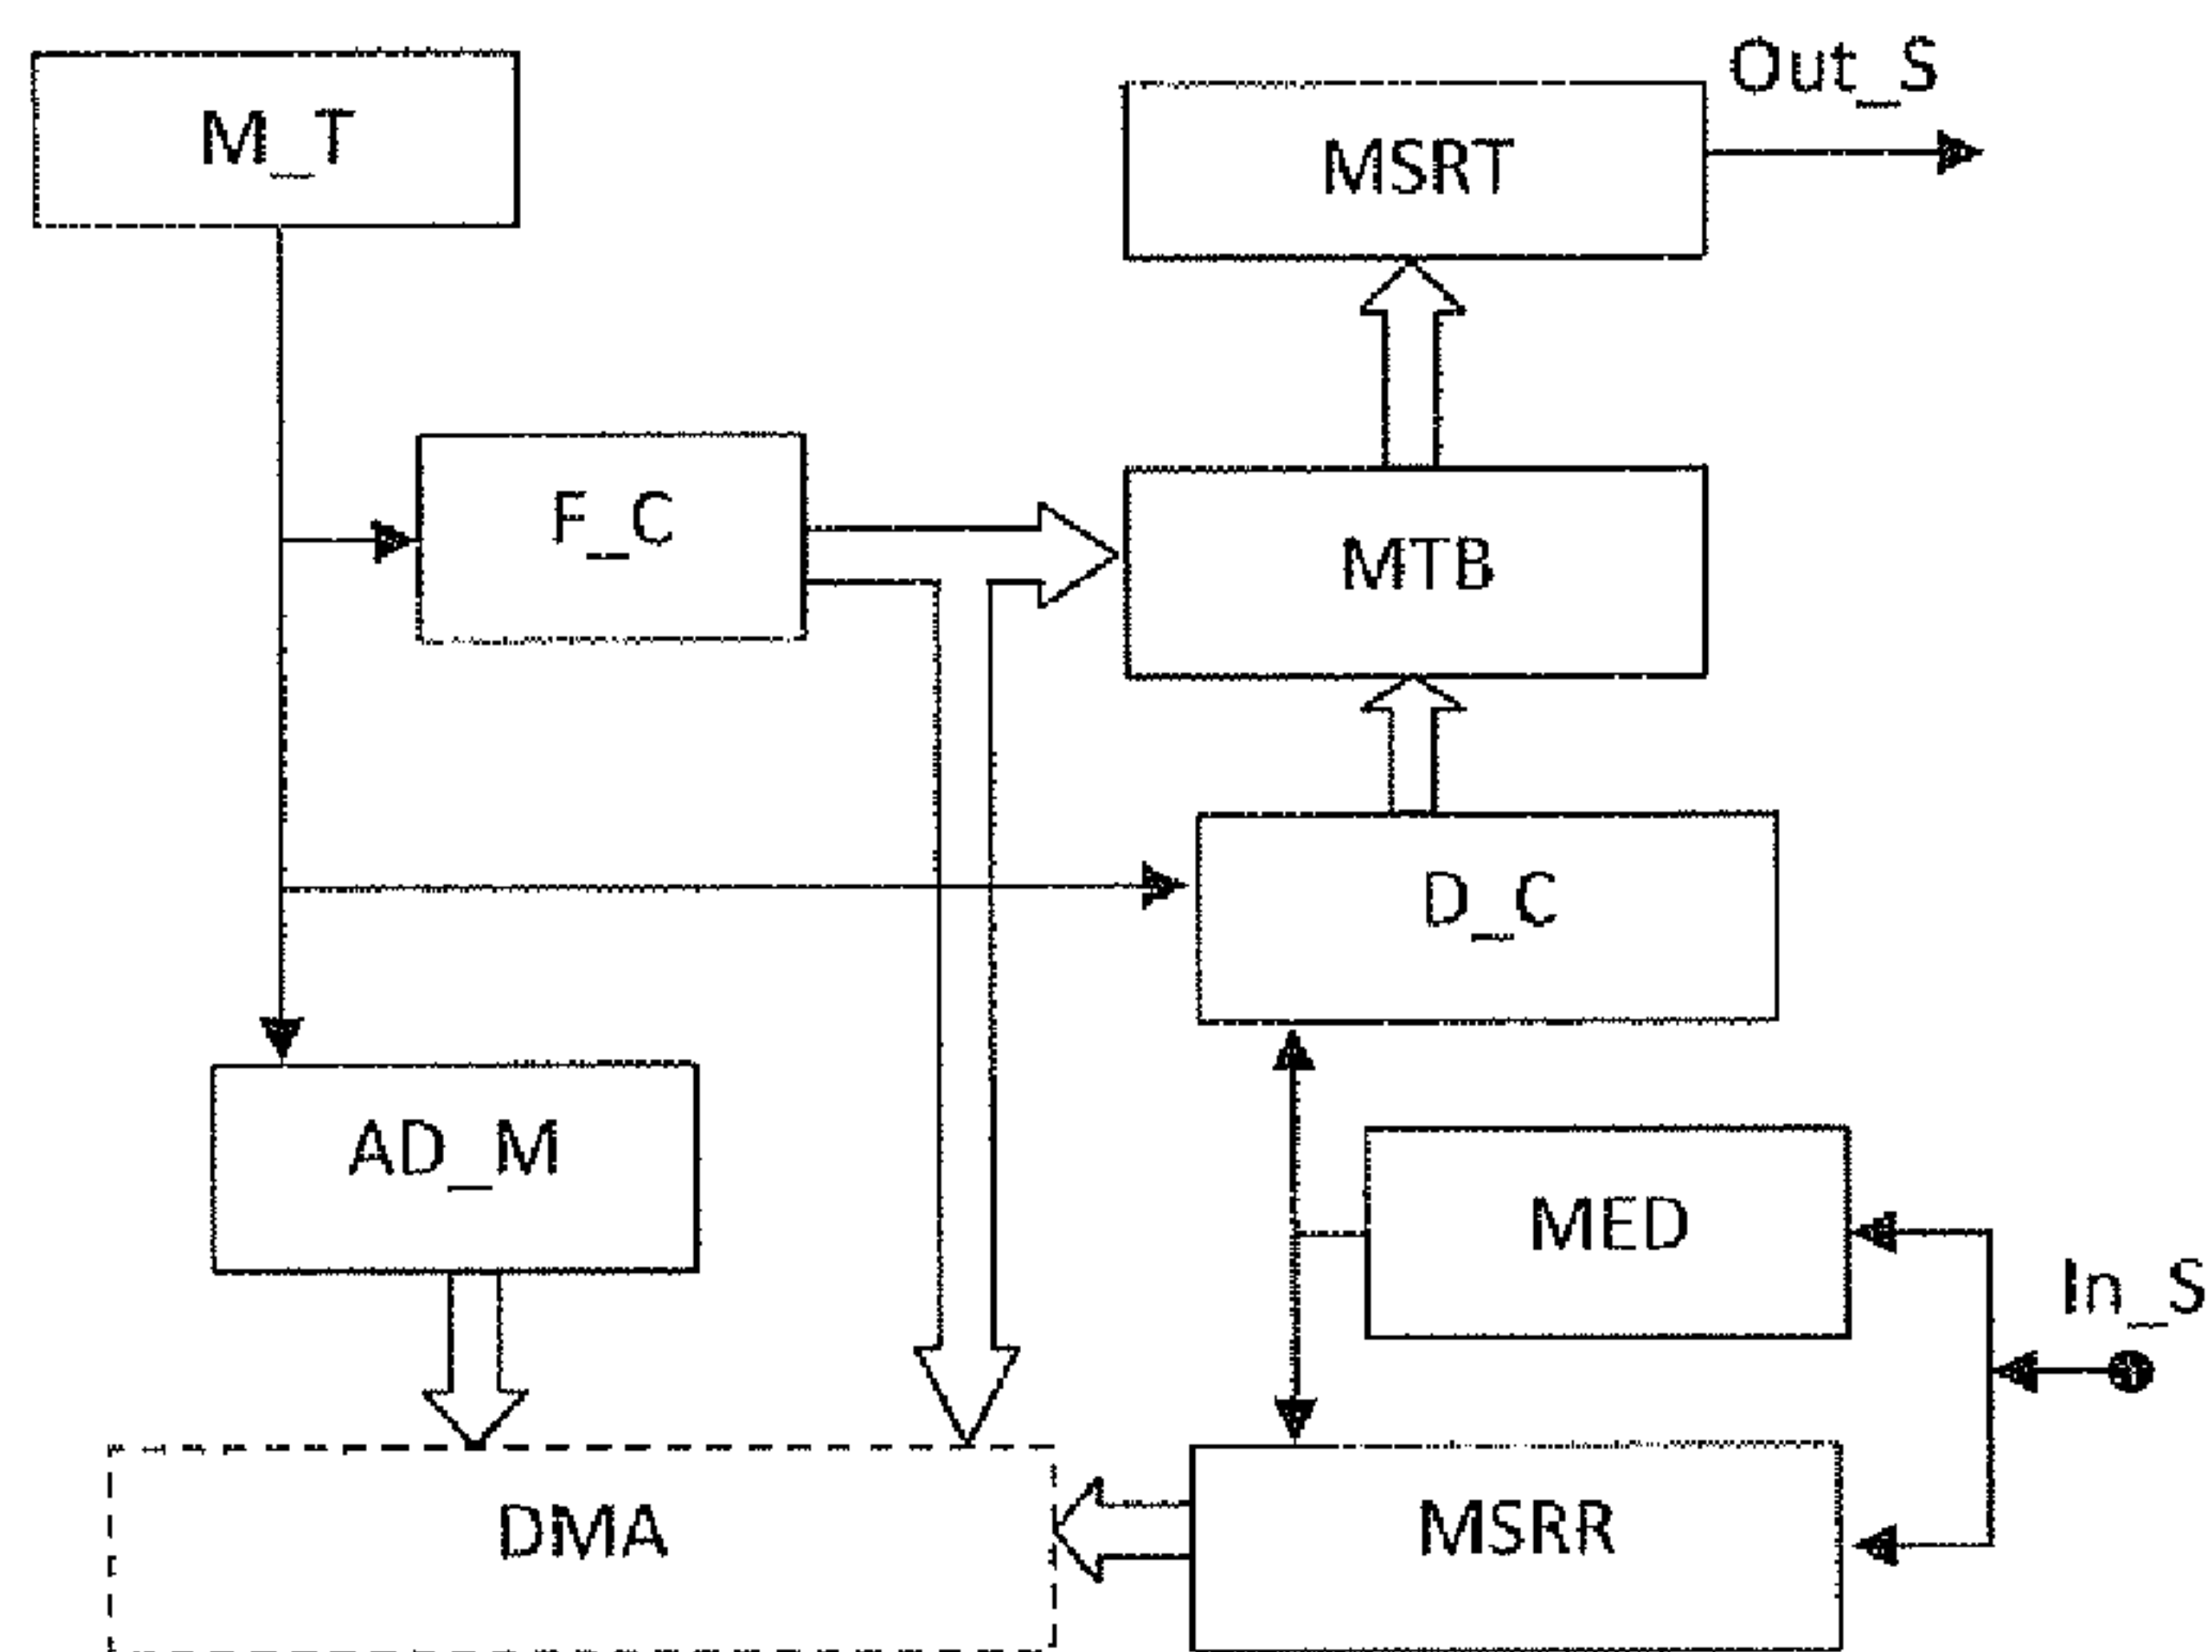 M_T
MSRT
Out_S
F_C
MTB
D_C
AD_M
MED
In_S
DMA
MSRR